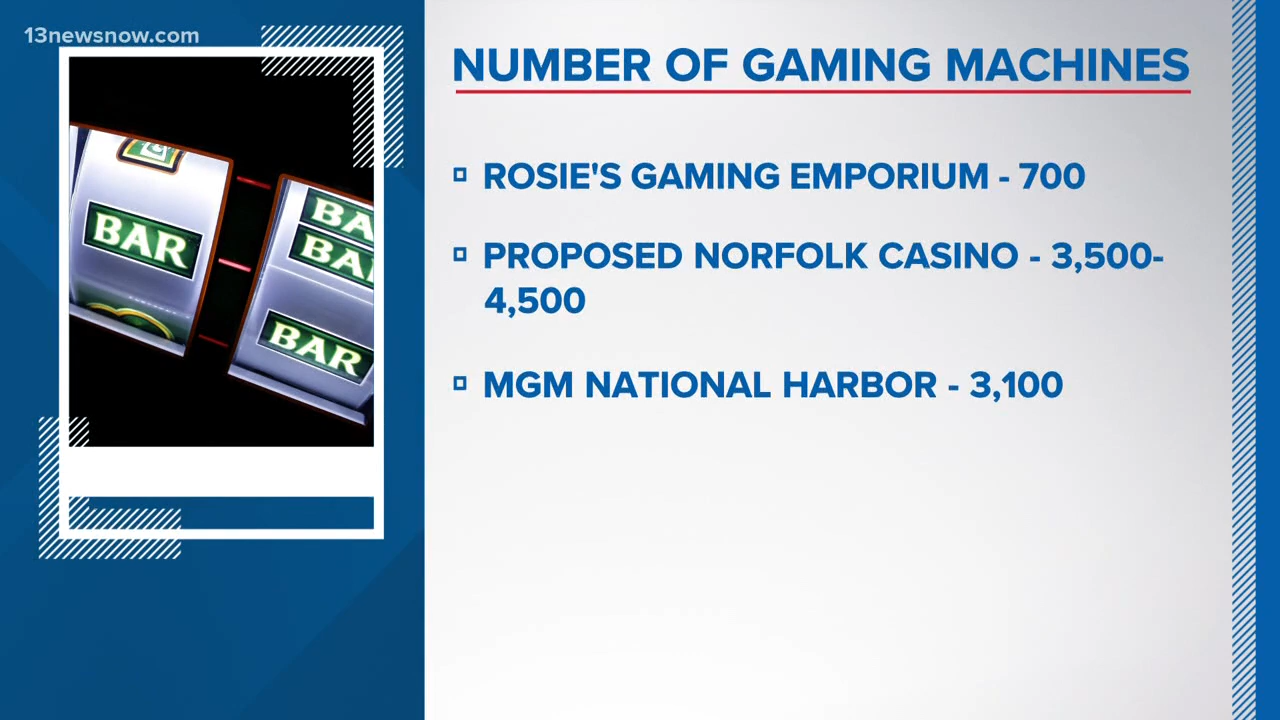 13newsnow.com
NUMBER OF GAMING MACHINES
ROSIE'S GAMING EMPORIUM - 700
PROPOSED NORFOLK CASINO - 3,500-
4,500
MGM NATIONAL HARBOR - 3,100
BAR
BA
BAR
BAR